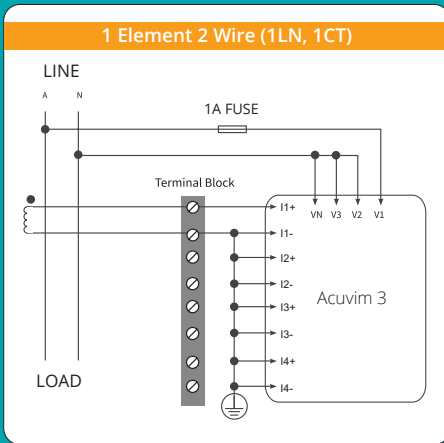 1 Element 2 Wire (1LN, 1CT)
LINE
A N
1A FUSE
Terminal Block
VN V3 V2 V1
I1+
I1-
I2+
I2-
I3+
I3-
I4+
I4-
Acuvim 3
LOAD